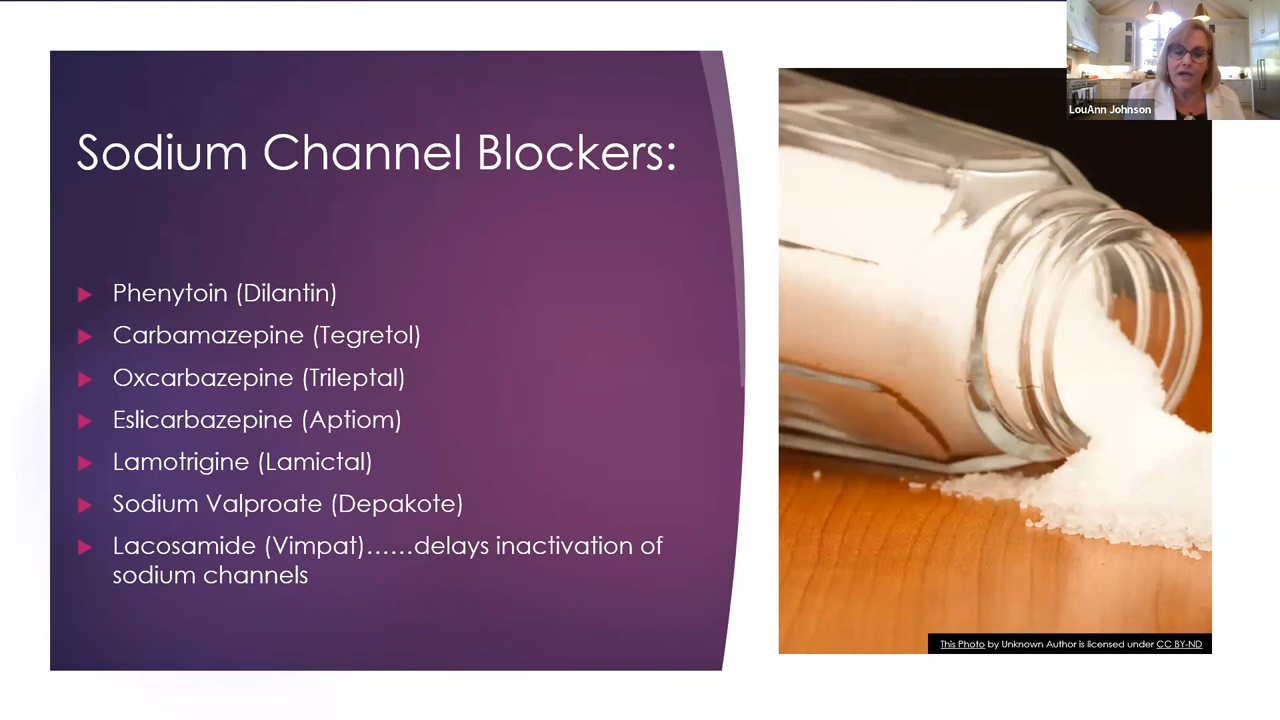 LouAnn Johnson
Sodium Channel Blockers:
Phenytoin (Dilantin)
Carbamazepine (Tegretol)
Oxcarbazepine (Trileptal)
Eslicarbazepine (Aptiom)
Lamotrigine (Lamictal)
Sodium Valproate (Depakote)
Lacosamide (Vimpat)......delays inactivation of
sodium channels
This Photo by Unknown Author is licensed under CC BY-ND